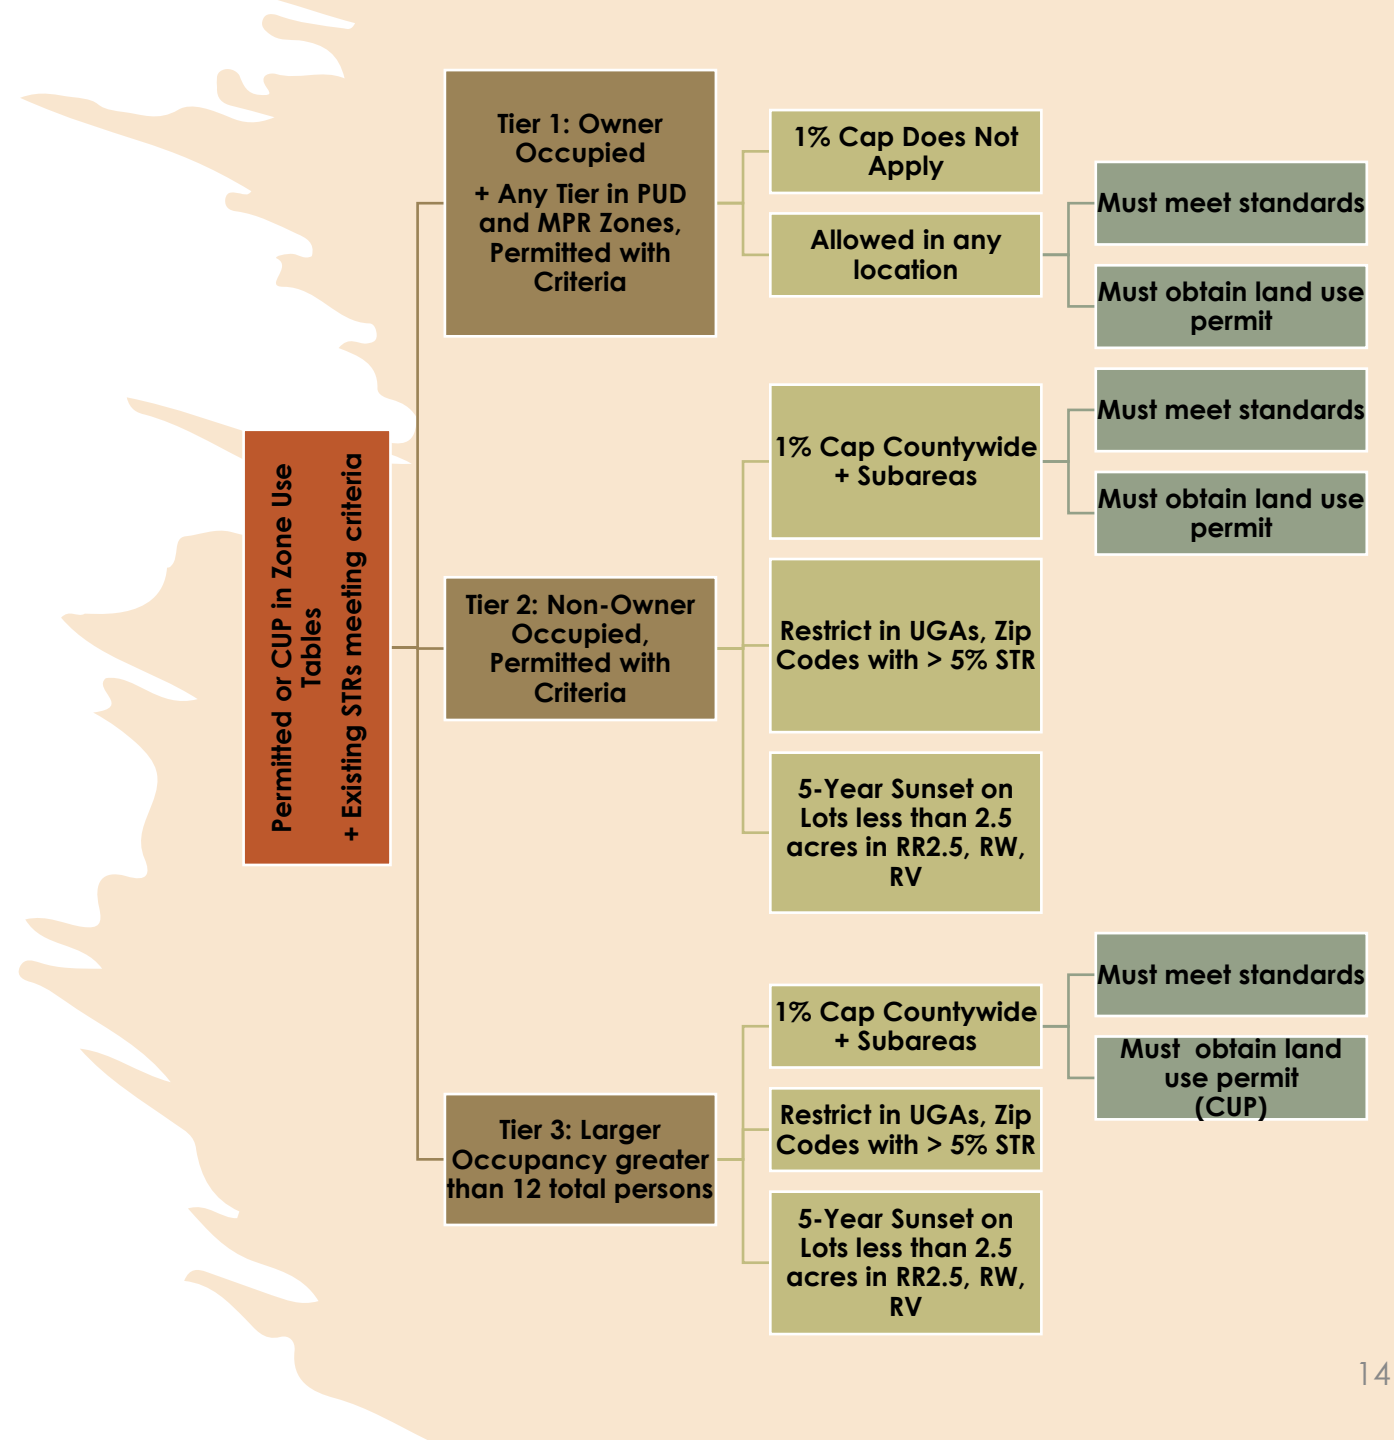 Permitted or CUP in Zone Use
Tables
+ Existing STRs meeting criteria
Tier 1: Owner
Occupied
+ Any Tier in PUD
and MPR Zones,
Permitted with
Criteria
1% Cap Does Not
Apply
Allowed in any
location
Must meet standards
Must obtain land use
permit
Tier 2: Non-Owner
Occupied,
Permitted with
Criteria
1% Cap Countywide
+ Subareas
Must meet standards
Must obtain land use
permit
Restrict in UGAs, Zip
Codes with > 5% STR
5-Year Sunset on
Lots less than 2.5
acres in RR2.5, RW,
RV
Tier 3: Larger
Occupancy greater
than 12 total persons
1% Cap Countywide
+ Subareas
Must meet standards
Must  obtain land
use permit
(CUP)
Restrict in UGAs, Zip
Codes with > 5% STR
5-Year Sunset on
Lots less than 2.5
acres in RR2.5, RW,
RV
14